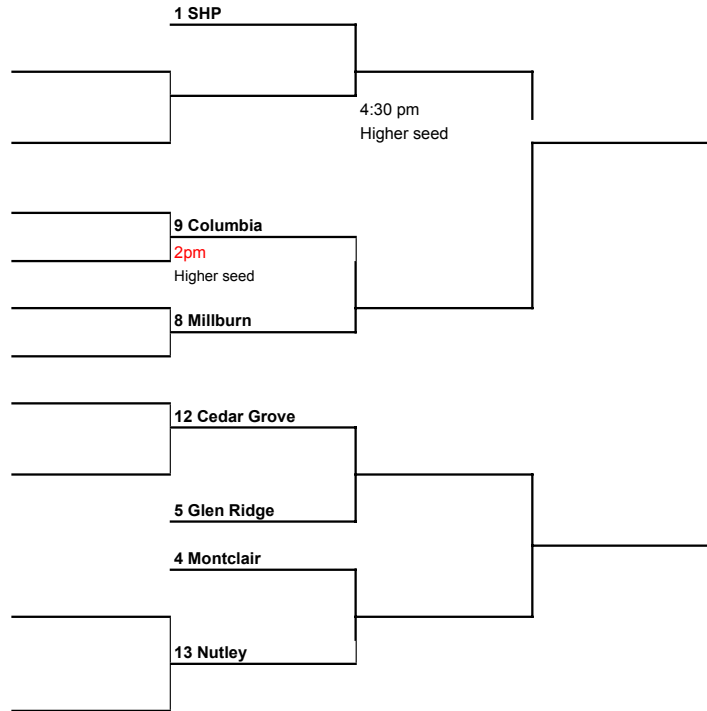 1 SHP
4:30 pm
Higher seed
9 Columbia
2pm
Higher seed
8 Millburn
12 Cedar Grove
5 Glen Ridge
4 Montclair
13 Nutley